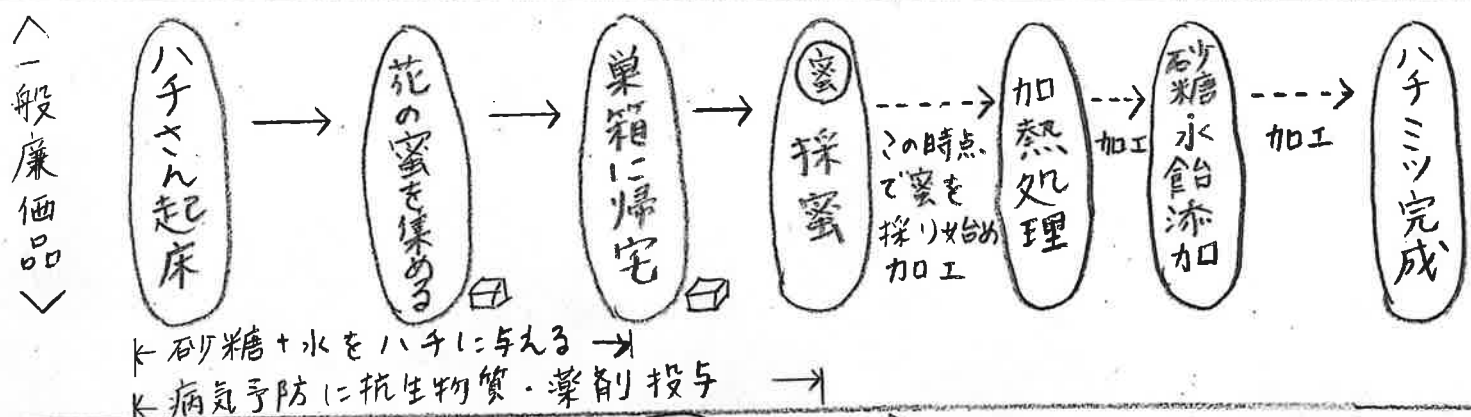 〈一般廉価品〉
ハチさん起床
花の蜜を集める
巣箱に帰宅
蜜
採蜜
この時点
で蜜を
採り始め
加工
加熱処理
加工
砂糖水飴添加
加工
ハチミツ完成
砂糖+水をハチに与える
病気予防に抗生物質・薬剤投与